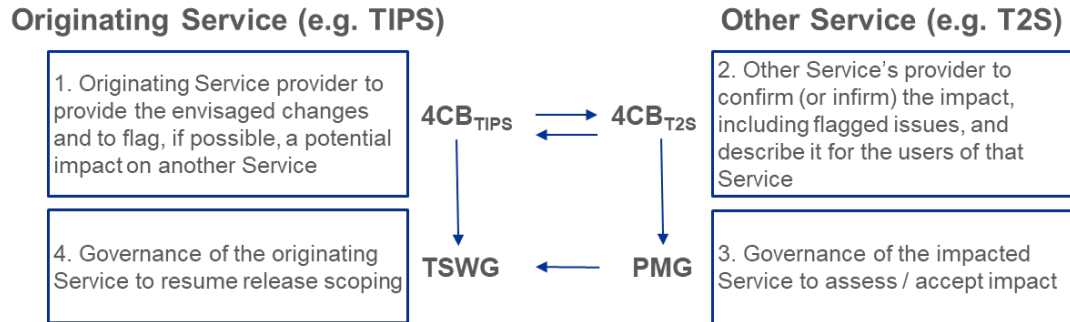 Originating Service (e.g. TIPS)
Other Service (e.g. T2S)
1. Originating Service provider to
provide the envisaged changes
and to flag, if possible, a potential
impact on another Service
4CBTIPS
4CBT2S
2. Other Service’s provider to
confirm (or infirm) the impact,
including flagged issues, and
describe it for the users of that
Service
4. Governance of the originating
Service to resume release scoping
TSWG
PMG
3. Governance of the impacted
Service to assess / accept impact